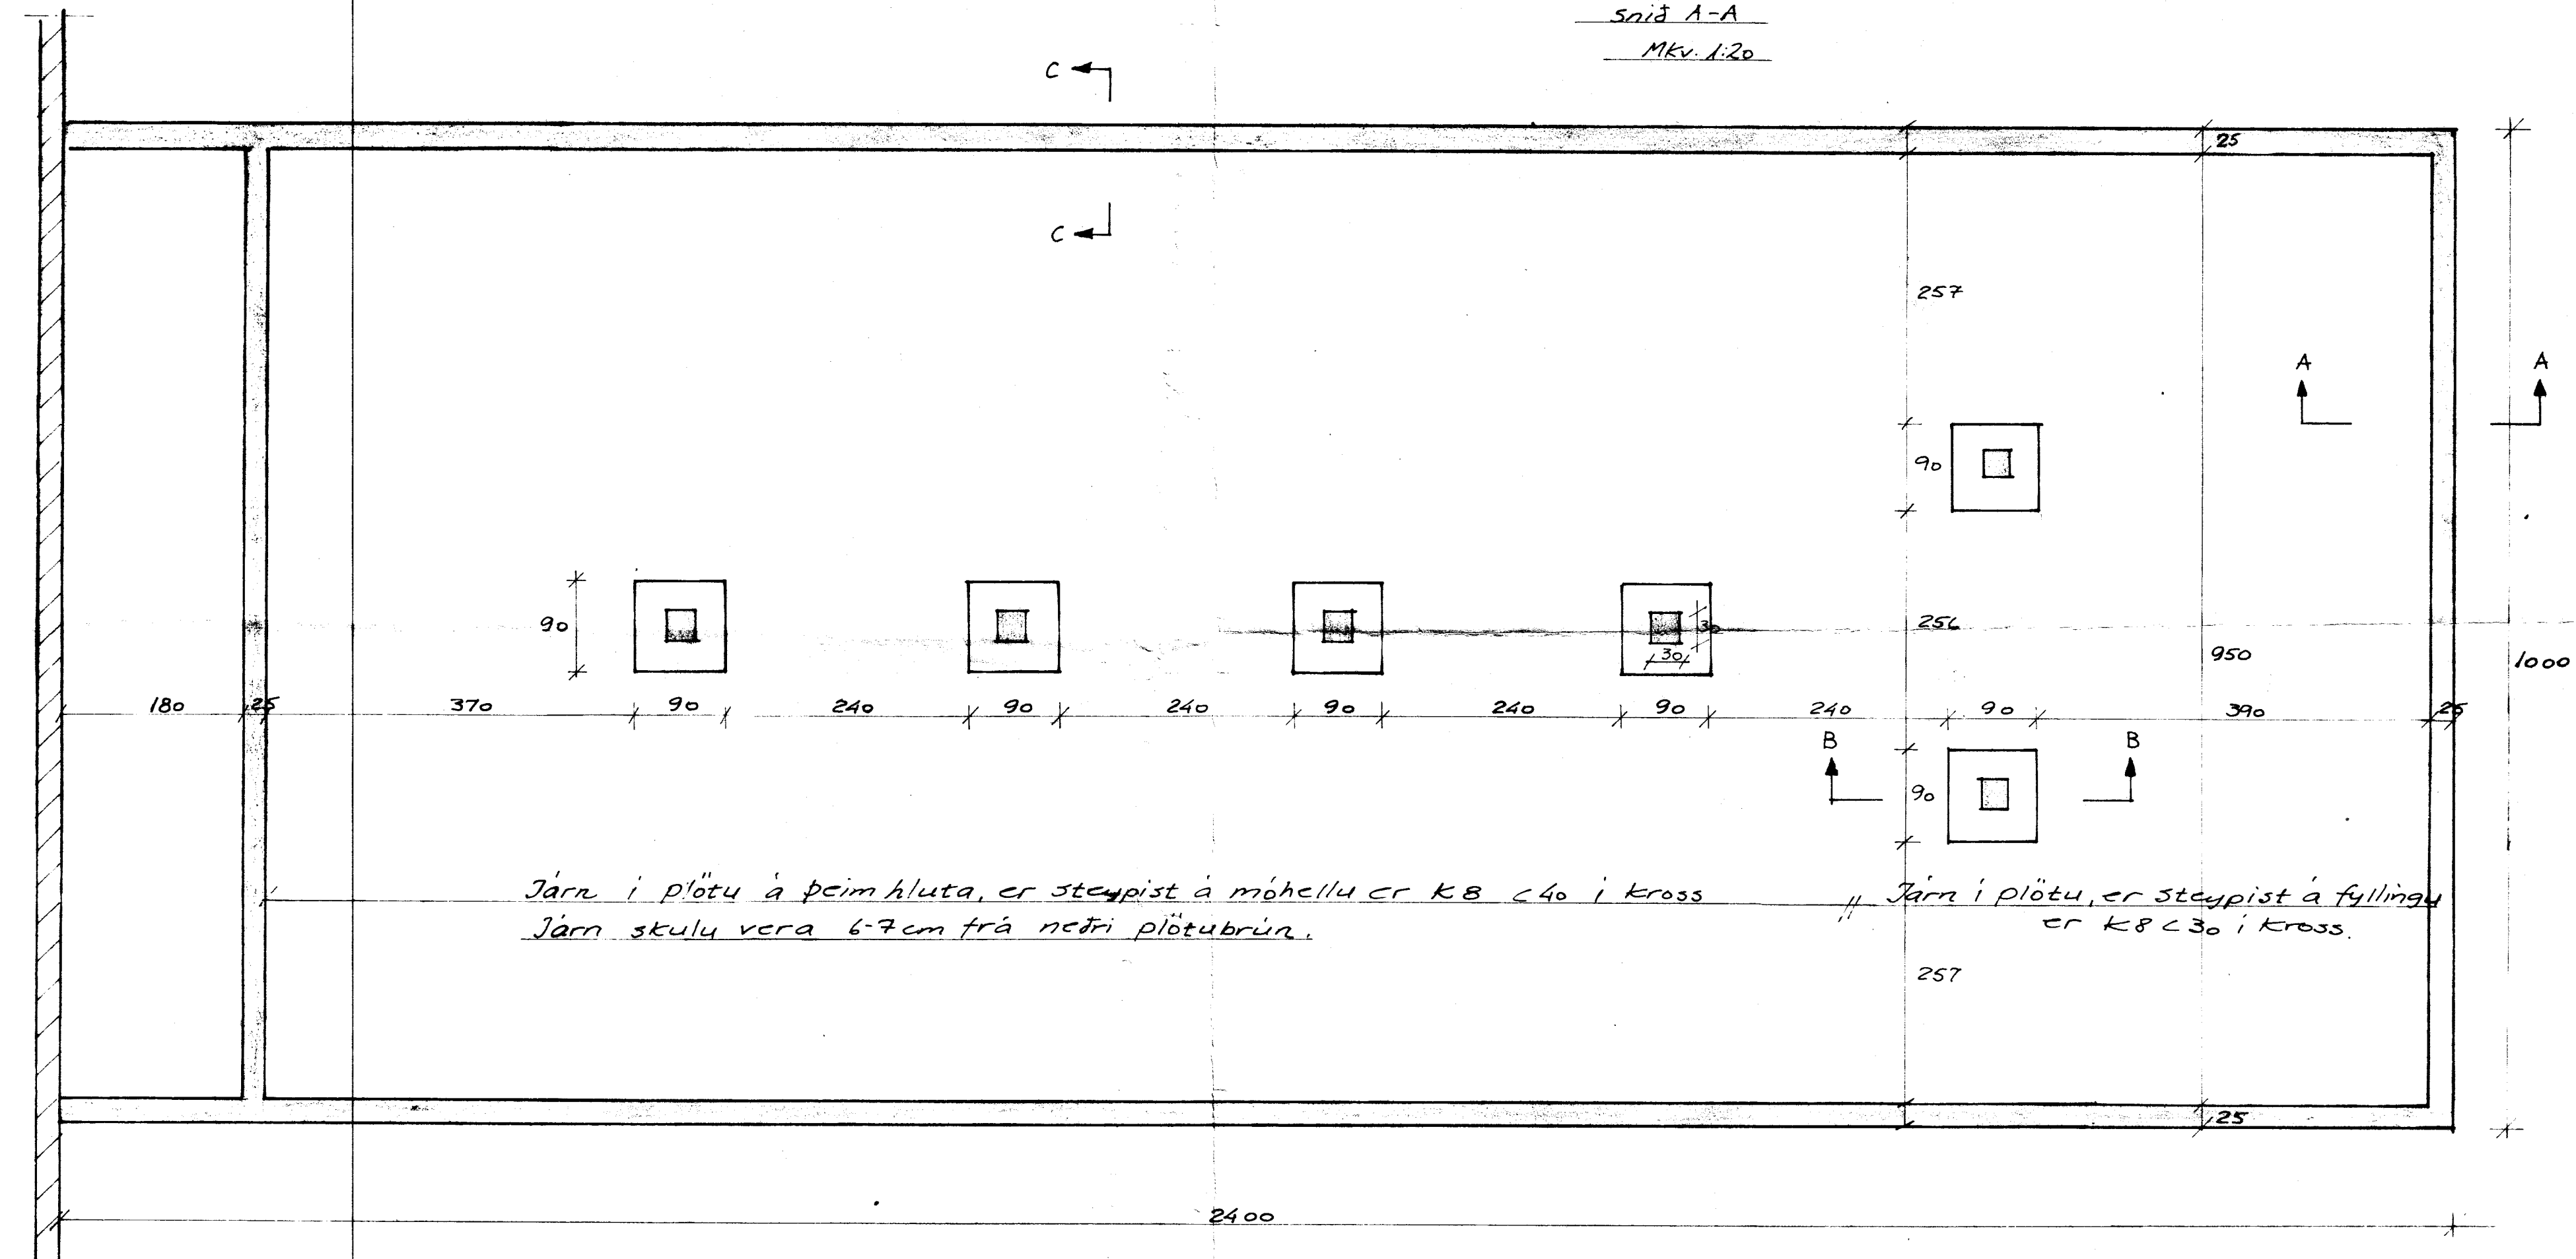 snið A-A
Mkv. 1:20
C
25
C
257
A
A
90
90
30
30
256
950
1000
180
25
370
90
240
90
240
90
240
90
240
90
390
25
B
B
90
Járn í plötu á þeim hluta, er steypist á móhellu er K8 c40 í kross
Járn skulu vera 6-7cm frá neðri plötubrún.
Járn í plötu, er steypist á fyllingu
er K8 c30 í kross.
257
25
2400